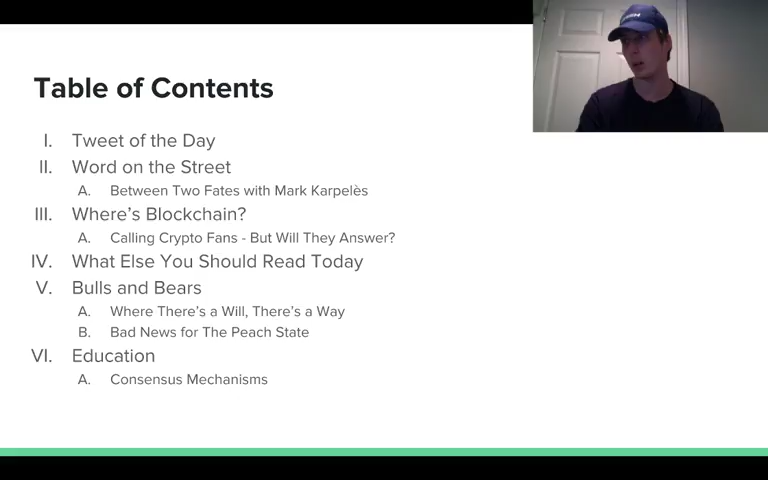 Table of Contents
I. Tweet of the Day
II. Word on the Street
A. Between Two Fates with Mark Karpelès
III. Where's Blockchain?
A. Calling Crypto Fans - But Will They Answer?
IV. What Else You Should Read Today
V. Bulls and Bears
A. Where There's a Will, There's a Way
B. Bad News for The Peach State
VI. Education
A. Consensus Mechanisms